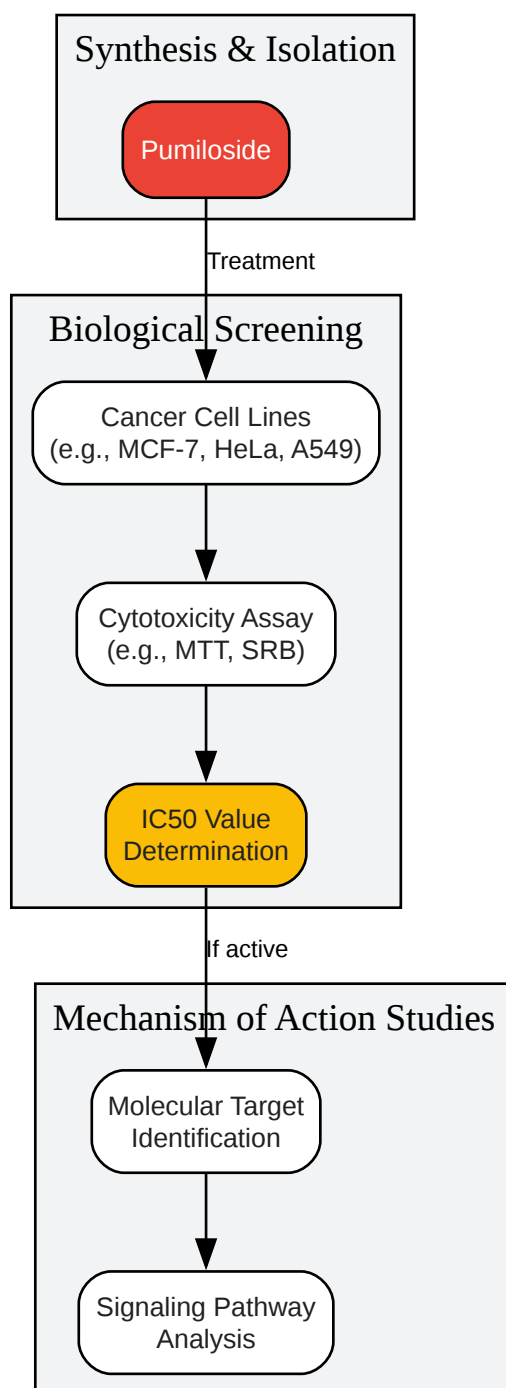 Synthesis & Isolation
Pumiloside
Treatment
Biological Screening
Cancer Cell Lines
(e.g., MCF-7, HeLa, A549)
Cytotoxicity Assay
(e.g., MTT, SRB)
IC50 Value
Determination
If active
Mechanism of Action Studies
Molecular Target
Identification
Signaling Pathway
Analysis